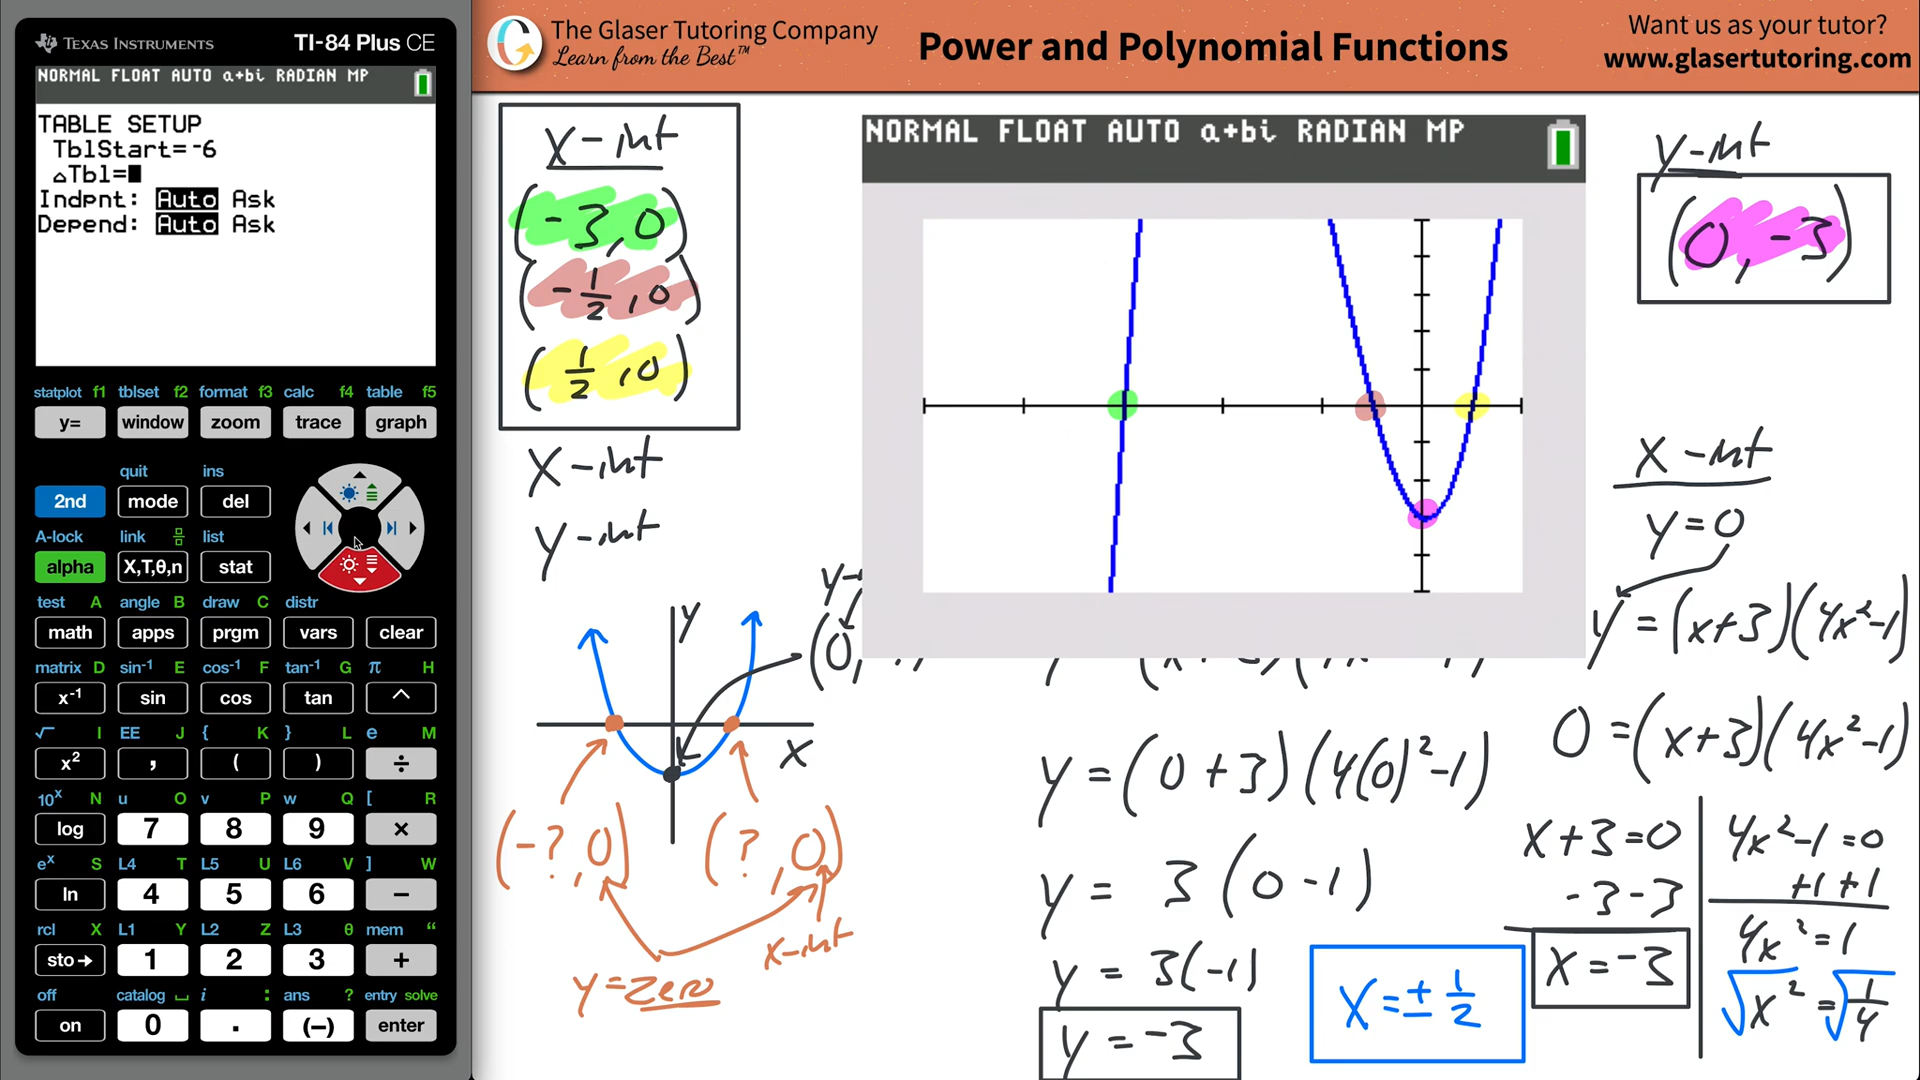 TEXAS INSTRUMENTS TI-84 Plus CE
NORMAL FLOAT AUTO a+bi RADIAN MP
TABLE SETUP
TblStart=-6
△Tbl=
Indpnt: Auto Ask
Depend: Auto Ask
statplot f1 tblset f2 format f3 calc f4 table f5
y= window zoom trace graph
quit ins
2nd mode del
A-lock link list
alpha X,T,θ,n stat
test A angle B draw C distr
math apps prgm vars clear
matrix D sin⁻¹ E cos⁻¹ F tan⁻¹ G π H
x⁻¹ sin cos tan ^
√ I EE J { K } L e M
x² , ( ) ÷
10ˣ N u O v P w Q [ R
log 7 8 9 ×
eˣ S L4 T L5 U L6 V ] W
ln 4 5 6 −
rcl X L1 Y L2 Z L3 θ mem "
sto→ 1 2 3 +
off catalog ⎵ i : ans ? entry solve
on 0 . (−) enter
The Glaser Tutoring Company
Learn from the Best™
Power and Polynomial Functions
Want us as your tutor?
www.glasertutoring.com
x-int
(-3,0)
(-1/2,0)
(1/2,0)
x-int
y-int
y
x
(-?,0) (?,0)
x-int
y=zero
NORMAL FLOAT AUTO a+bi RADIAN MP
y=(0+3)(4(0)²-1)
y= 3(0-1)
y = 3(-1)
y = -3
y-int
(0,-3)
x-int
y=0
y=(x+3)(4x²-1)
0=(x+3)(4x²-1)
x+3=0
-3-3
x=-3
4x²-1=0
+1+1
4x²=1
√x²=√1/4
x=±1/2